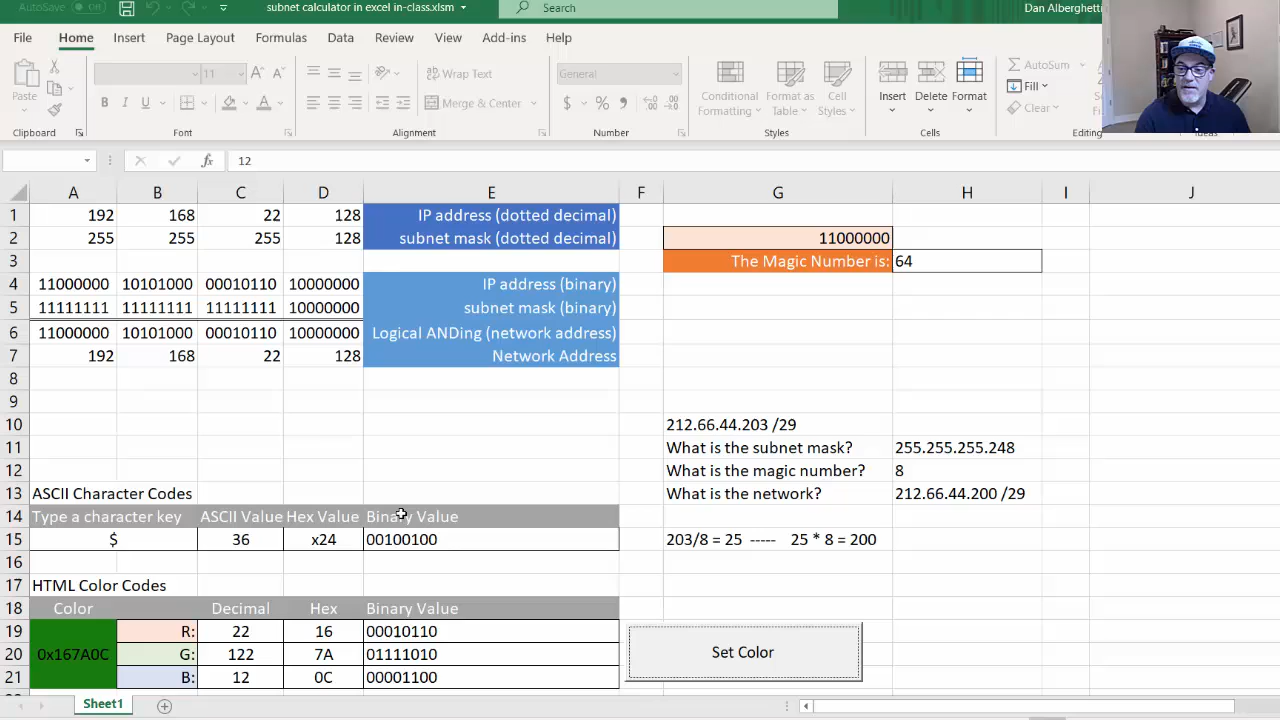 AutoSave Off subnet calculator in excel in-class.xlsm Search Dan Alberghetti
File Home Insert Page Layout Formulas Data Review View Add-ins Help
Paste 11 A A Wrap Text General Conditional Formatting Format as Table Cell Styles Insert Delete Format AutoSum
B I U Merge & Center $ % Fill
Clear
Clipboard Font Alignment Number Styles Cells Editing Ideas
fx 12
A B C D E F G H I J
1 192 168 22 128 IP address (dotted decimal)
2 255 255 255 128 subnet mask (dotted decimal) 11000000
3 The Magic Number is: 64
4 11000000 10101000 00010110 10000000 IP address (binary)
5 11111111 11111111 11111111 10000000 subnet mask (binary)
6 11000000 10101000 00010110 10000000 Logical ANDing (network address)
7 192 168 22 128 Network Address
8
9
10 212.66.44.203 /29
11 What is the subnet mask? 255.255.255.248
12 What is the magic number? 8
13 ASCII Character Codes What is the network? 212.66.44.200 /29
14 Type a character key ASCII Value Hex Value Binary Value
15 $ 36 x24 00100100 203/8 = 25 ----- 25 * 8 = 200
16
17 HTML Color Codes
18 Color Decimal Hex Binary Value
19 R: 22 16 00010110
20 0x167A0C G: 122 7A 01111010 Set Color
21 B: 12 0C 00001100
Sheet1